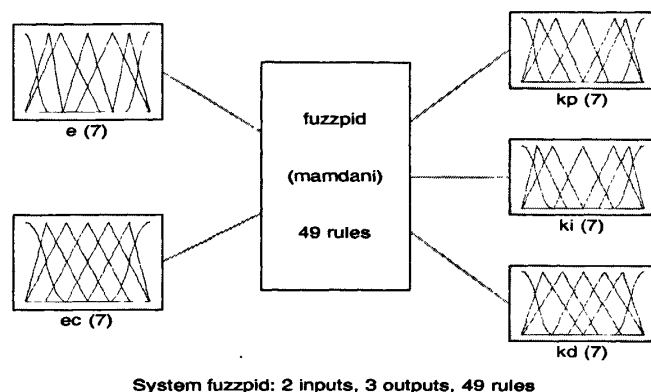 e (7)
ec (7)
fuzzpid
(mamdani)
49 rules
kp (7)
ki (7)
kd (7)
System fuzzpid: 2 inputs, 3 outputs, 49 rules